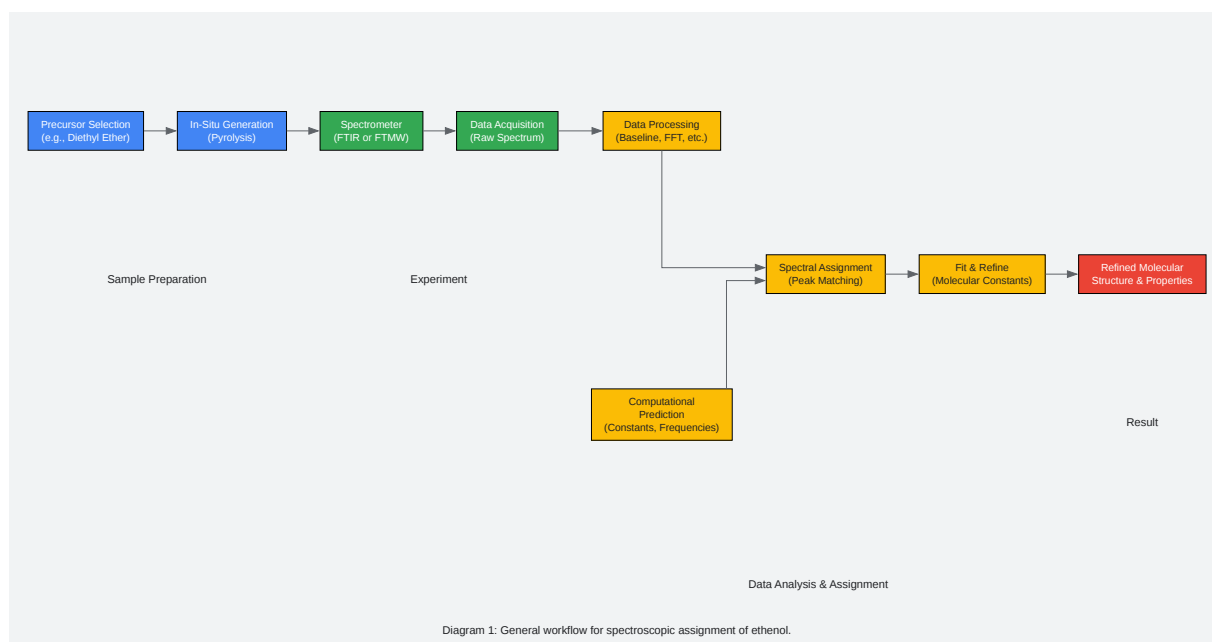 Precursor Selection
(e.g., Diethyl Ether)
In-Situ Generation
(Pyrolysis)
Spectrometer
(FTIR or FTMW)
Data Acquisition
(Raw Spectrum)
Data Processing
(Baseline, FFT, etc.)
Sample Preparation
Experiment
Spectral Assignment
(Peak Matching)
Fit & Refine
(Molecular Constants)
Refined Molecular
Structure & Properties
Computational
Prediction
(Constants, Frequencies)
Result
Data Analysis & Assignment
Diagram 1: General workflow for spectroscopic assignment of ethenol.